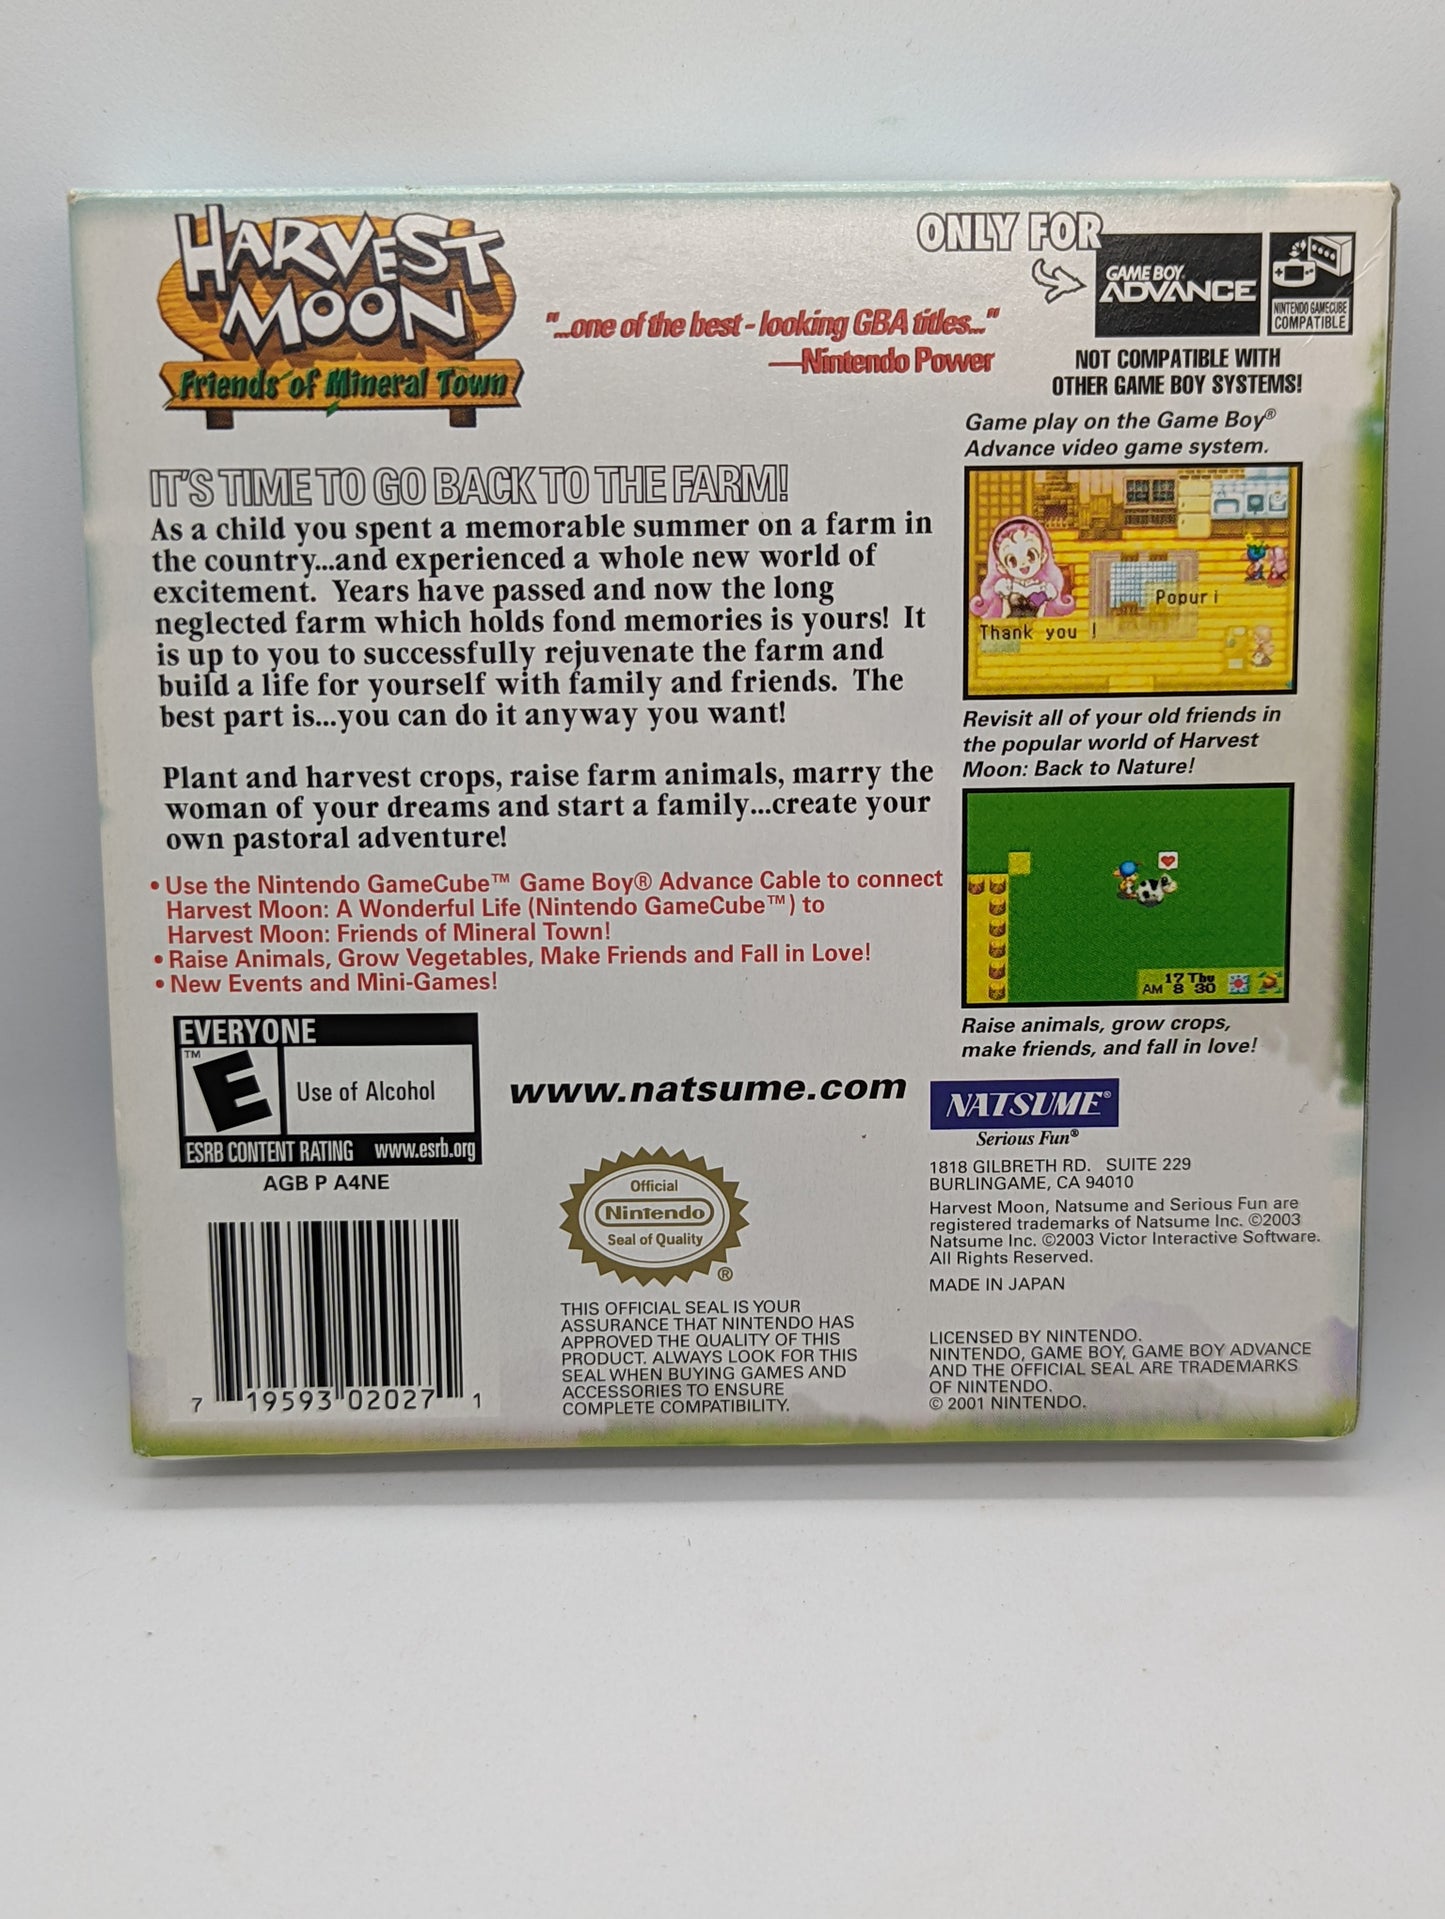 HARVEST
MOON
Friends of Mineral Town
"...one of the best - looking GBA titles..."
—Nintendo Power
ONLY FOR
GAME BOY
ADVANCE
NINTENDO GAMECUBE
COMPATIBLE
NOT COMPATIBLE WITH
OTHER GAME BOY SYSTEMS!
Game play on the Game Boy®
Advance video game system.
IT'S TIME TO GO BACK TO THE FARM!
As a child you spent a memorable summer on a farm in
the country...and experienced a whole new world of
excitement. Years have passed and now the long
neglected farm which holds fond memories is yours! It
is up to you to successfully rejuvenate the farm and
build a life for yourself with family and friends. The
best part is...you can do it anyway you want!
Plant and harvest crops, raise farm animals, marry the
woman of your dreams and start a family...create your
own pastoral adventure!
• Use the Nintendo GameCube™ Game Boy® Advance Cable to connect
Harvest Moon: A Wonderful Life (Nintendo GameCube™) to
Harvest Moon: Friends of Mineral Town!
• Raise Animals, Grow Vegetables, Make Friends and Fall in Love!
• New Events and Mini-Games!
Popuri
Thank you !
Revisit all of your old friends in
the popular world of Harvest
Moon: Back to Nature!
17 Thu
AM 8 30
Raise animals, grow crops,
make friends, and fall in love!
EVERYONE
™
E
Use of Alcohol
ESRB CONTENT RATING www.esrb.org
AGB P A4NE
7 19593 02027 1
www.natsume.com
Official
Nintendo
Seal of Quality
®
THIS OFFICIAL SEAL IS YOUR
ASSURANCE THAT NINTENDO HAS
APPROVED THE QUALITY OF THIS
PRODUCT. ALWAYS LOOK FOR THIS
SEAL WHEN BUYING GAMES AND
ACCESSORIES TO ENSURE
COMPLETE COMPATIBILITY.
NATSUME®
Serious Fun®
1818 GILBRETH RD. SUITE 229
BURLINGAME, CA 94010
Harvest Moon, Natsume and Serious Fun are
registered trademarks of Natsume Inc. ©2003
Natsume Inc. ©2003 Victor Interactive Software.
All Rights Reserved.
MADE IN JAPAN
LICENSED BY NINTENDO.
NINTENDO, GAME BOY, GAME BOY ADVANCE
AND THE OFFICIAL SEAL ARE TRADEMARKS
OF NINTENDO.
© 2001 NINTENDO.